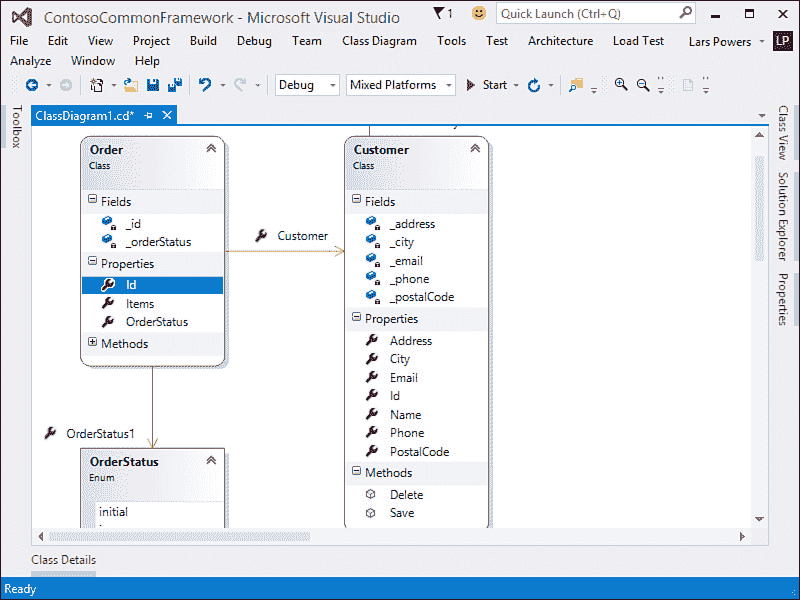 ContosoCommonFramework - Microsoft Visual Studio
1
Quick Launch (Ctrl+Q)
File Edit View Project Build Debug Team Class Diagram Tools Test Architecture Load Test Lars Powers LP
Analyze Window Help
Debug Mixed Platforms Start
Toolbox
ClassDiagram1.cd*
Order
Class
Fields
_id
_orderStatus
Properties
Id
Items
OrderStatus
Methods
Customer
OrderStatus1
OrderStatus
Enum
initial
Customer
Class
Fields
_address
_city
_email
_phone
_postalCode
Properties
Address
City
Email
Id
Name
Phone
PostalCode
Methods
Delete
Save
Class View
Solution Explorer
Properties
Class Details
Ready